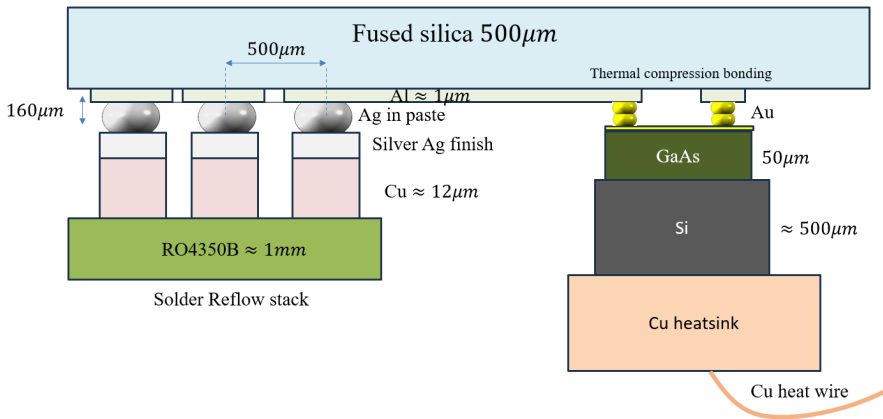 Fused silica 500μm
500μm
Thermal compression bonding
Al ≈ 1μm
160μm
Ag in paste
Au
Silver Ag finish
GaAs
50μm
Cu ≈ 12μm
Si
≈ 500μm
RO4350B ≈ 1mm
Solder Reflow stack
Cu heatsink
Cu heat wire